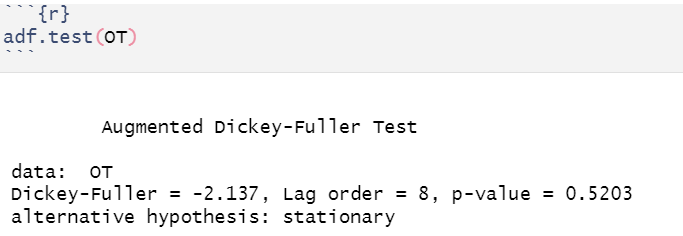 ```{r}
adf.test(OT)
```
Augmented Dickey-Fuller Test
data:  OT
Dickey-Fuller = -2.137, Lag order = 8, p-value = 0.5203
alternative hypothesis: stationary